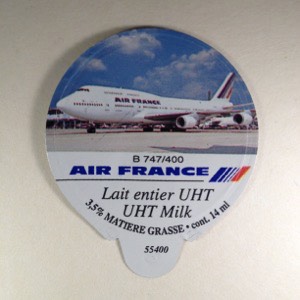 AIR FRANCE
B 747/400
AIR FRANCE
Lait entier UHT
UHT Milk
3,5% MATIERE GRASSE • cont. 14 ml
55400